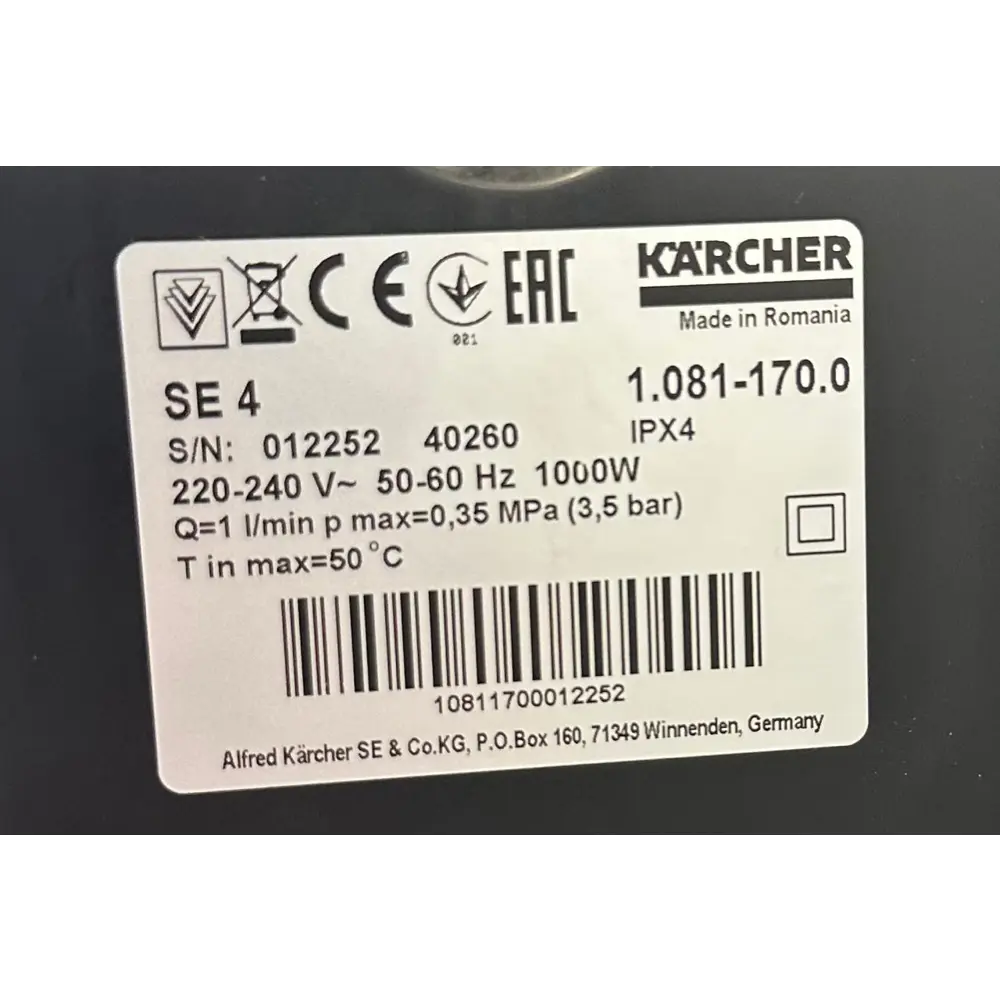 CE EAC KÄRCHER
021
Made in Romania
SE 4 1.081-170.0
S/N: 012252 40260 IPX4
220-240 V~ 50-60 Hz 1000W
Q=1 l/min p max=0,35 MPa (3,5 bar)
T in max=50°C
10811700012252
Alfred Kärcher SE & Co.KG, P.O.Box 160, 71349 Winnenden, Germany